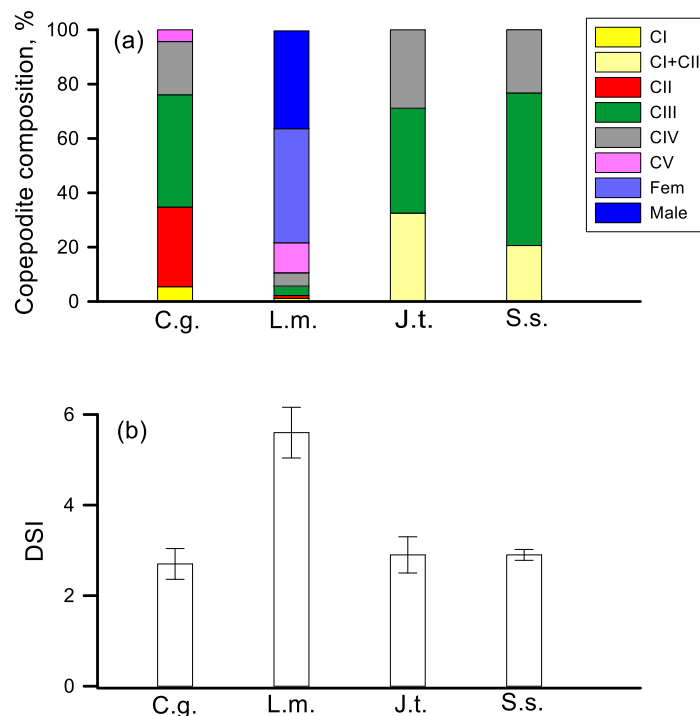 Copepodite composition, %
100
80
60
40
20
0
(a)
C.g. L.m. J.t. S.s.
CI
CI+CII
CII
CIII
CIV
CV
Fem
Male
DSI
6
4
2
0
(b)
C.g. L.m. J.t. S.s.